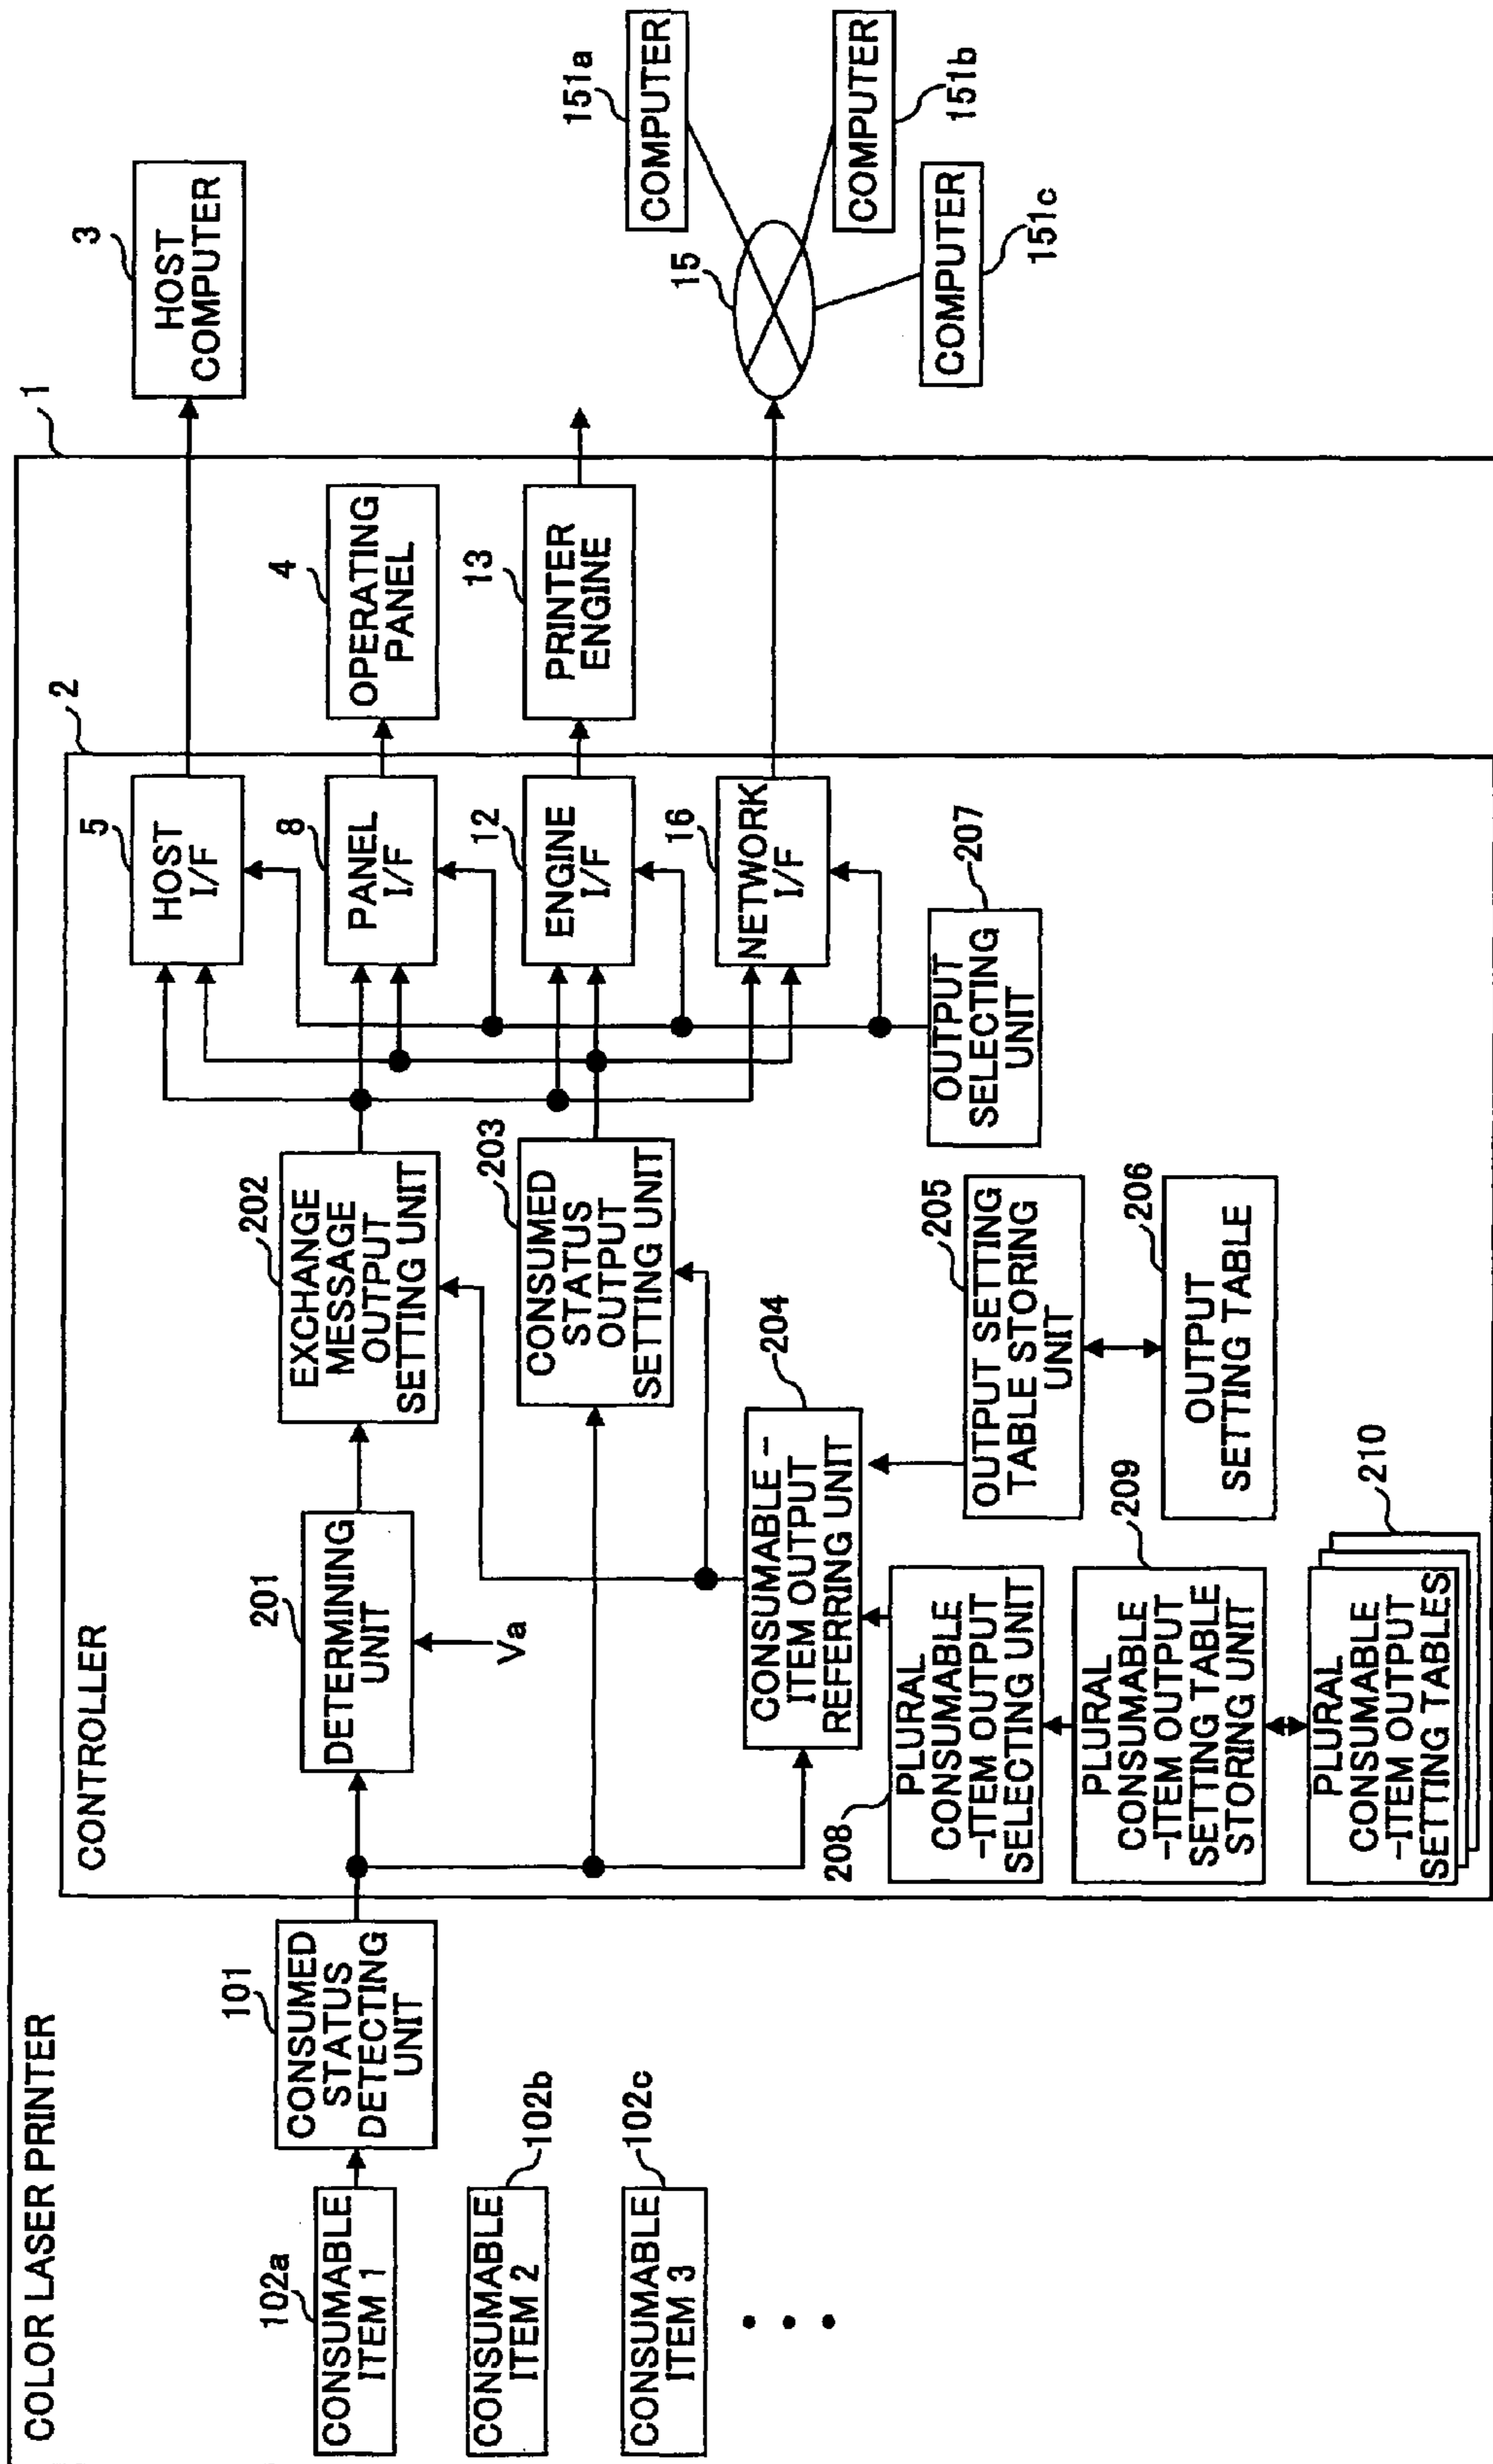 COLOR LASER PRINTER
1
CONTROLLER
2
102a
CONSUMABLE
ITEM 1
102b
CONSUMABLE
ITEM 2
102c
CONSUMABLE
ITEM 3
101
CONSUMED
STATUS
DETECTING
UNIT
201
DETERMINING
UNIT
Va
202
EXCHANGE
MESSAGE
OUTPUT
SETTING UNIT
203
CONSUMED
STATUS
OUTPUT
SETTING UNIT
204
CONSUMABLE-
ITEM OUTPUT
REFERRING UNIT
205
OUTPUT SETTING
TABLE STORING
UNIT
206
OUTPUT
SETTING TABLE
207
OUTPUT
SELECTING
UNIT
208
PLURAL
CONSUMABLE
-ITEM OUTPUT
SELECTING UNIT
209
PLURAL
CONSUMABLE
-ITEM OUTPUT
SETTING TABLE
STORING UNIT
210
PLURAL
CONSUMABLE
-ITEM OUTPUT
SETTING TABLES
5
HOST
I/F
8
PANEL
I/F
12
ENGINE
I/F
16
NETWORK
I/F
4
OPERATING
PANEL
13
PRINTER
ENGINE
3
HOST
COMPUTER
15
151a
COMPUTER
COMPUTER
151b
COMPUTER
151c